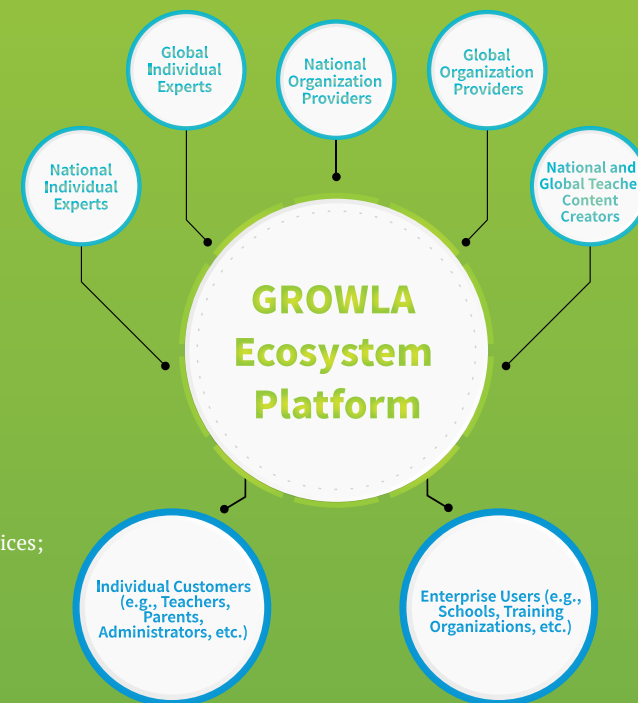 Global
Individual
Experts
National
Organization
Providers
Global
Organization
Providers
National
Individual
Experts
National and
Global Teache
Content
Creators
GROWLA
Ecosystem
Platform
ices;
Individual Customers
(e.g., Teachers,
Parents,
Administrators, etc.)
Enterprise Users (e.g.,
Schools, Training
Organizations, etc.)